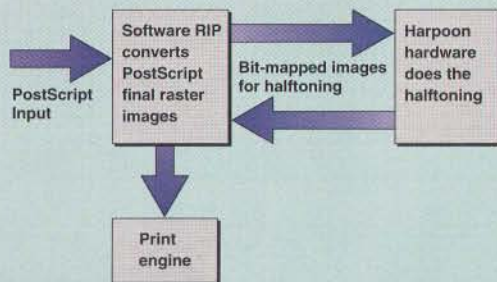 PostScript
Input
Software RIP
converts
PostScript
final raster
images
Bit-mapped images
for halftoning
Harpoon
hardware
does the
halftoning
Print
engine